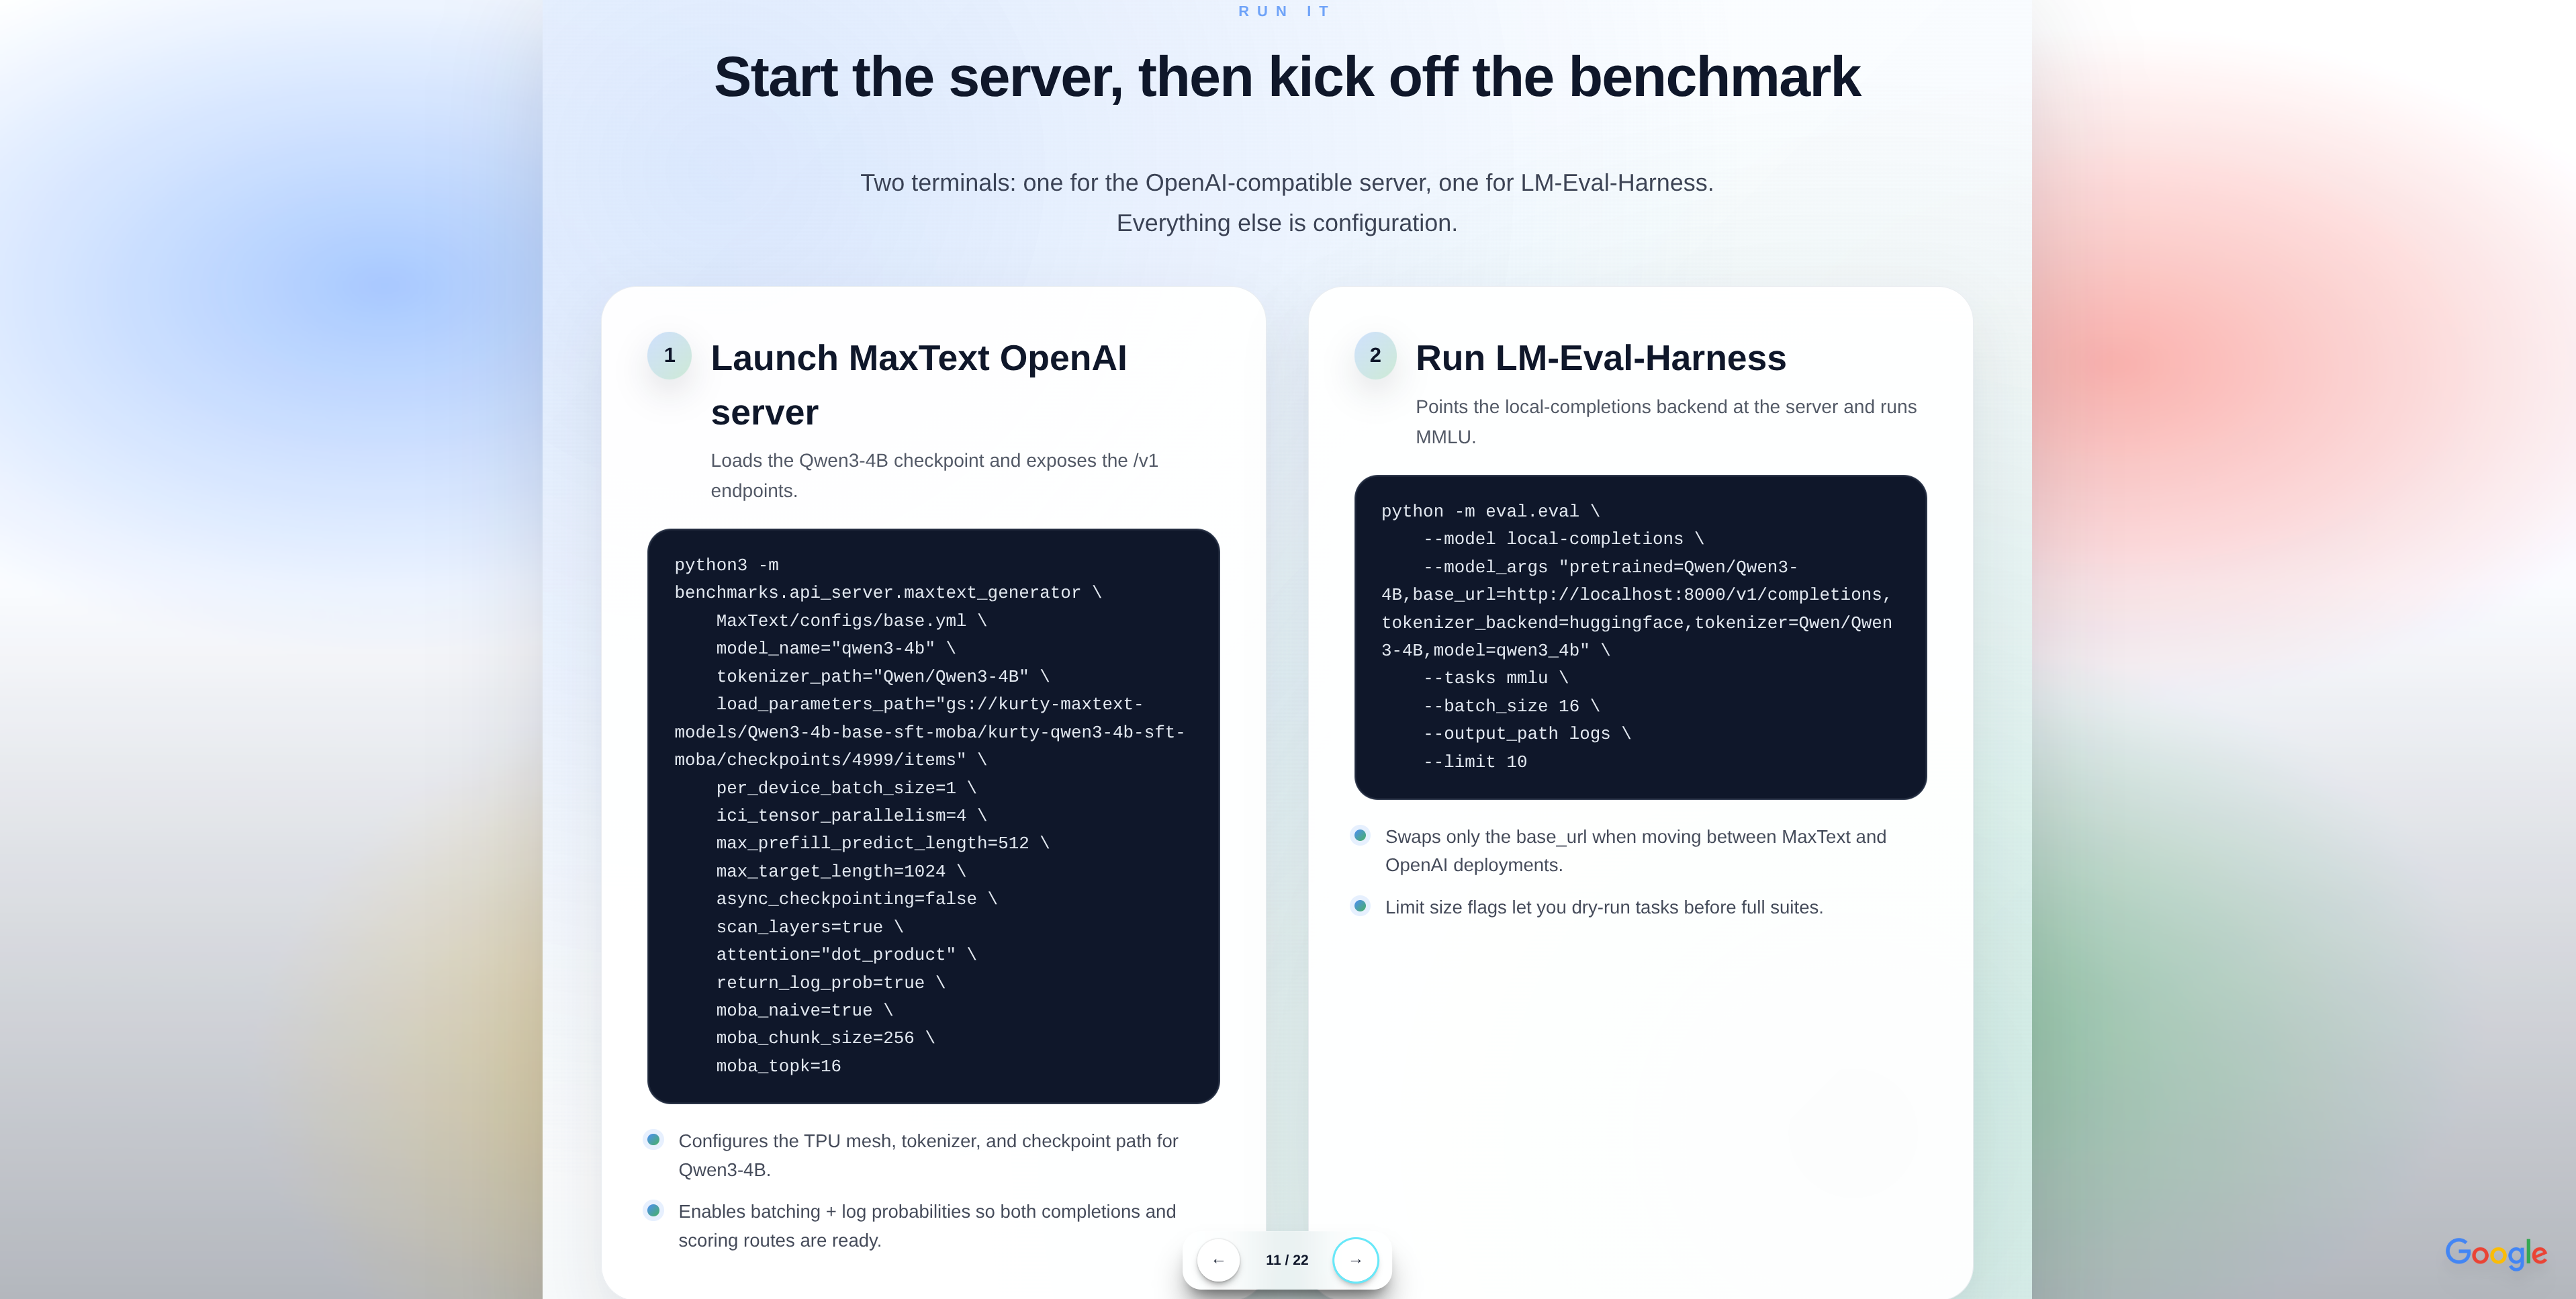 RUN IT
Start the server, then kick off the benchmark
Two terminals: one for the OpenAI-compatible server, one for LM-Eval-Harness.
Everything else is configuration.
1
Launch MaxText OpenAI
server
Loads the Qwen3-4B checkpoint and exposes the /v1
endpoints.
python3 -m
benchmarks.api_server.maxtext_generator \
    MaxText/configs/base.yml \
    model_name="qwen3-4b" \
    tokenizer_path="Qwen/Qwen3-4B" \
    load_parameters_path="gs://kurty-maxtext-
models/Qwen3-4b-base-sft-moba/kurty-qwen3-4b-sft-
moba/checkpoints/4999/items" \
    per_device_batch_size=1 \
    ici_tensor_parallelism=4 \
    max_prefill_predict_length=512 \
    max_target_length=1024 \
    async_checkpointing=false \
    scan_layers=true \
    attention="dot_product" \
    return_log_prob=true \
    moba_naive=true \
    moba_chunk_size=256 \
    moba_topk=16
Configures the TPU mesh, tokenizer, and checkpoint path for
Qwen3-4B.
Enables batching + log probabilities so both completions and
scoring routes are ready.
2
Run LM-Eval-Harness
Points the local-completions backend at the server and runs
MMLU.
python -m eval.eval \
    --model local-completions \
    --model_args "pretrained=Qwen/Qwen3-
4B,base_url=http://localhost:8000/v1/completions,
tokenizer_backend=huggingface,tokenizer=Qwen/Qwen
3-4B,model=qwen3_4b" \
    --tasks mmlu \
    --batch_size 16 \
    --output_path logs \
    --limit 10
Swaps only the base_url when moving between MaxText and
OpenAI deployments.
Limit size flags let you dry-run tasks before full suites.
← 11 / 22 →
Google